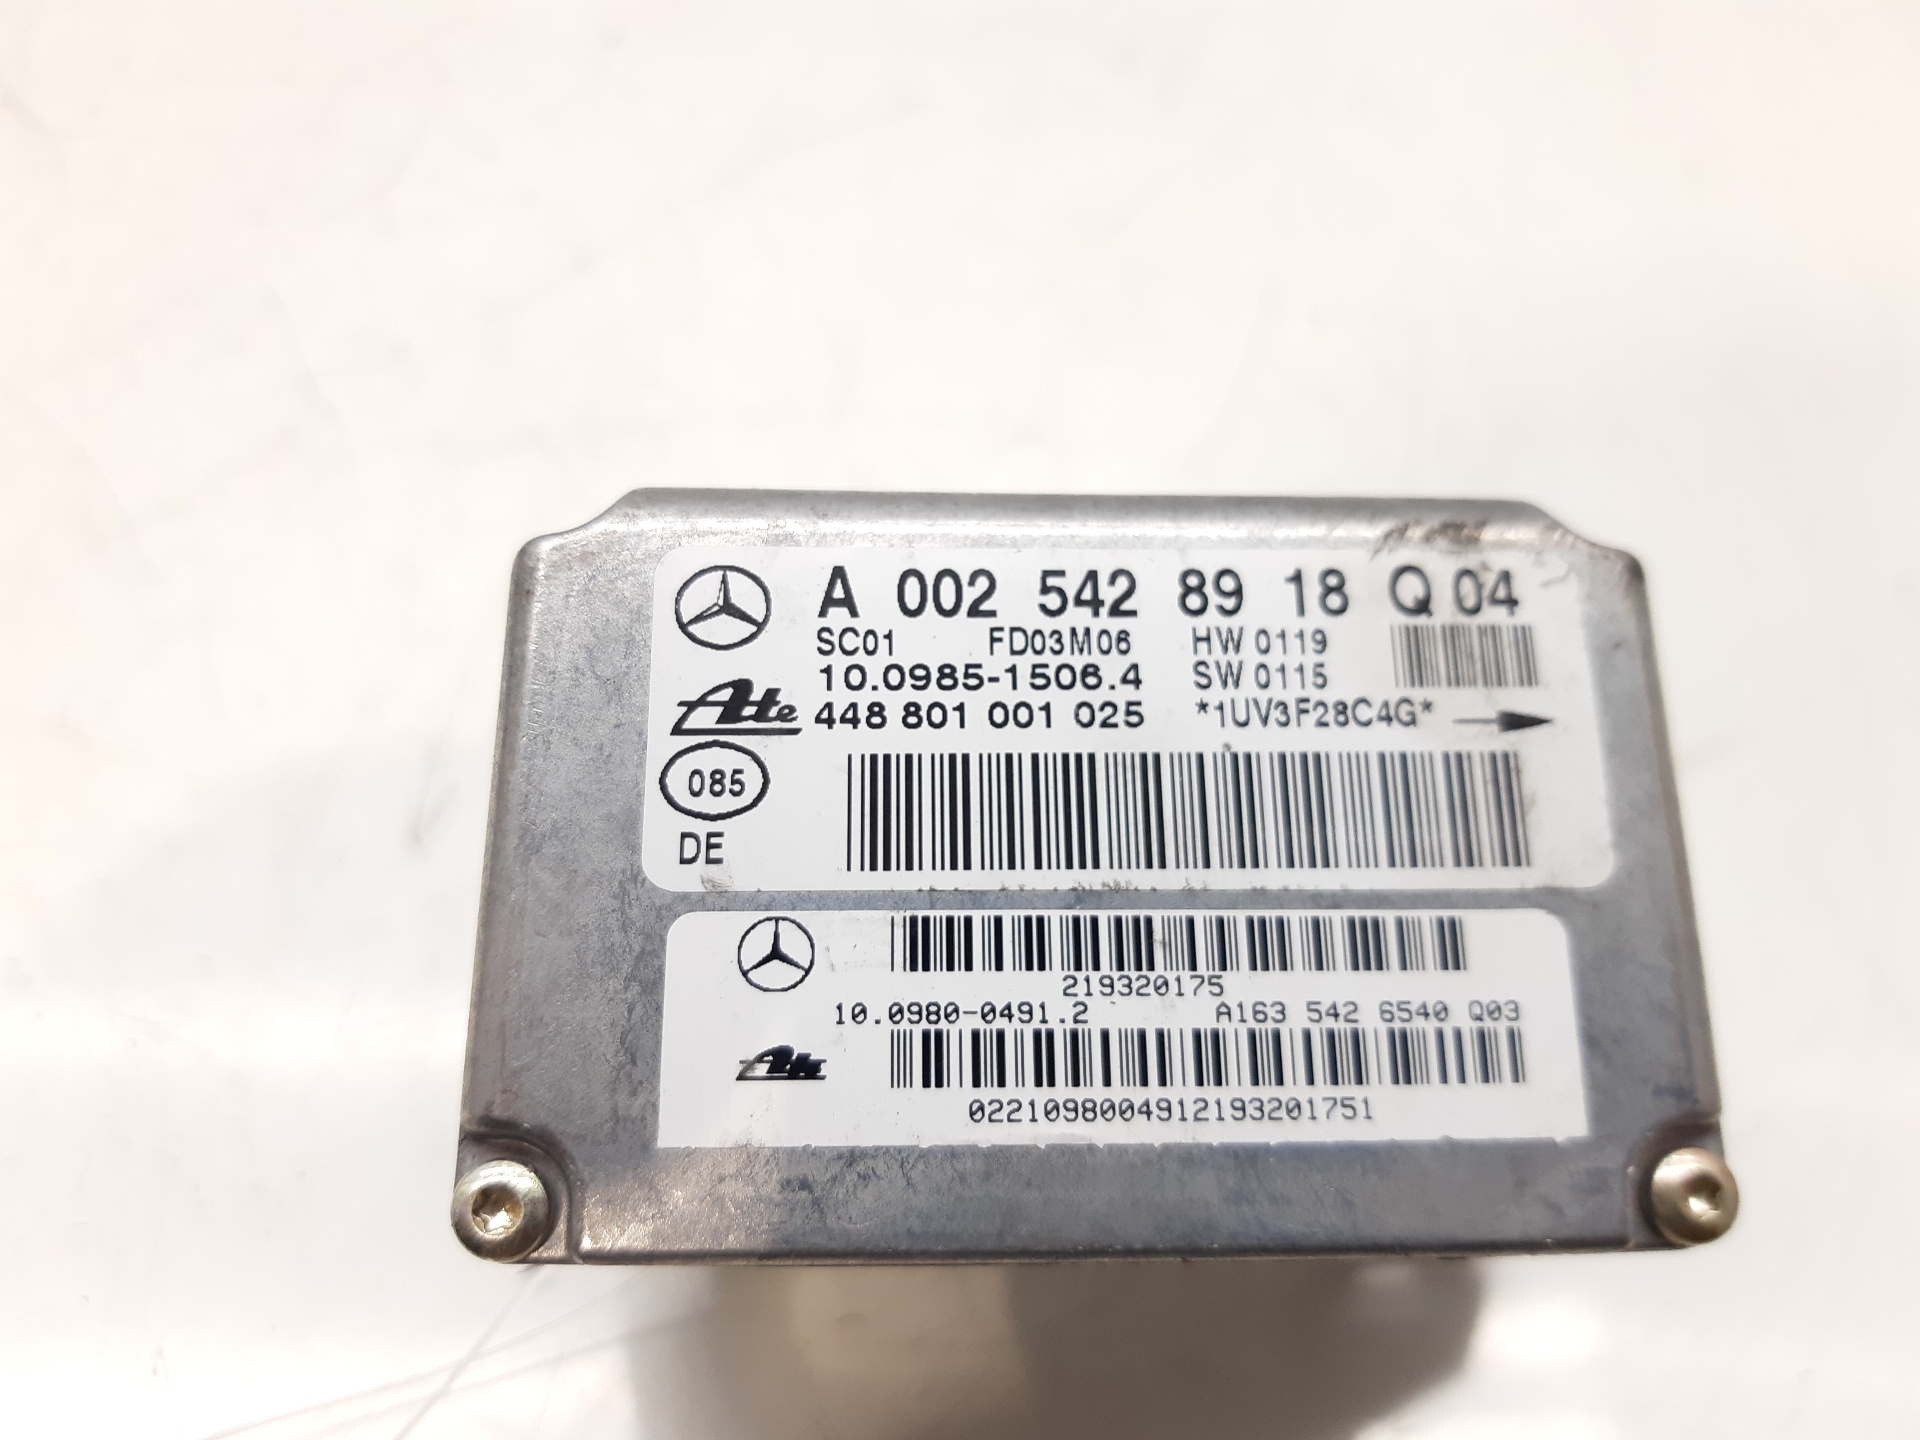 A 002 542 89 18 Q 04
SC01 FD03M06 HW 0119
10.0985-1506.4 SW 0115
Ate 448 801 001 025 *1UV3F28C4G*
085
DE
219320175
10.0980-0491.2 A163 542 6540 Q03
Ate
02210980049121932017​51